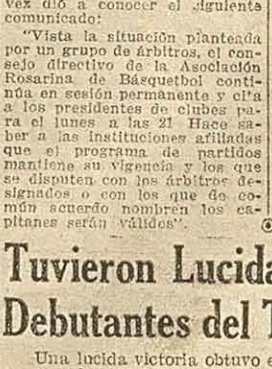 vez dió a conocer el siguiente
comunicado:
"Vista la situación planteada
por un grupo de árbitros, el con-
sejo directivo de la Asociación
Rosarina de Básquetbol conti-
núa en sesión permanente y cita
a los presidentes de clubes pa-
ra el lunes a las 21 Hace sa-
ber a las instituciones afiliadas
que el programa de partidos
mantiene su vigencia y los que
se disputen con los árbitros de-
signados o con los que de co-
mún acuerdo nombren los ca-
pitanes serán válidos".
Tuvieron Lucida
Debutantes del T
Una lucida victoria obtuvo e